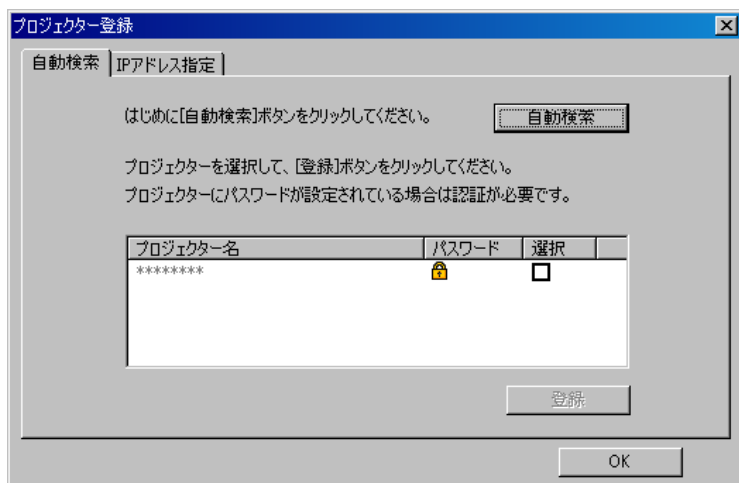 プロジェクター登録
自動検索 IPアドレス指定
はじめに[自動検索]ボタンをクリックしてください。 自動検索
プロジェクターを選択して、[登録]ボタンをクリックしてください。
プロジェクターにパスワードが設定されている場合は認証が必要です。
プロジェクター名 パスワード 選択
********
登録
OK